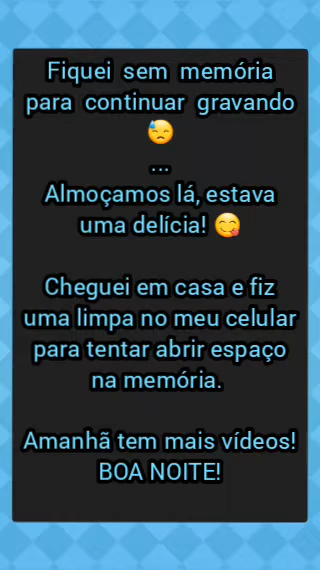 Fiquei sem memória
para continuar gravando
😓
...
Almoçamos lá, estava
uma delícia! 😋
Cheguei em casa e fiz
uma limpa no meu celular
para tentar abrir espaço
na memória.
Amanhã tem mais vídeos!
BOA NOITE!